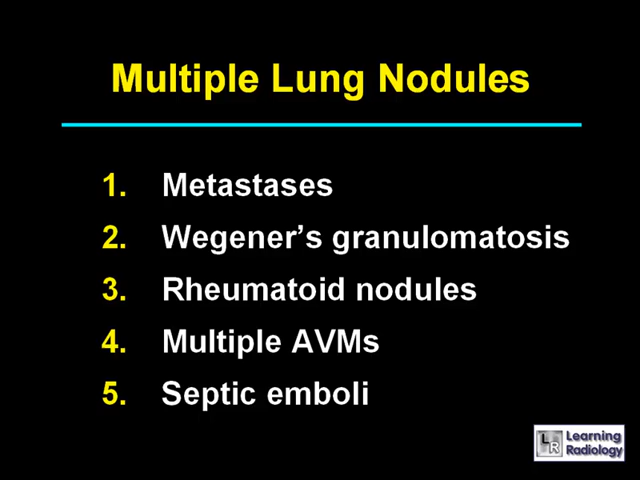 Multiple Lung Nodules
1. Metastases
2. Wegener’s granulomatosis
3. Rheumatoid nodules
4. Multiple AVMs
5. Septic emboli
LR Learning
Radiology